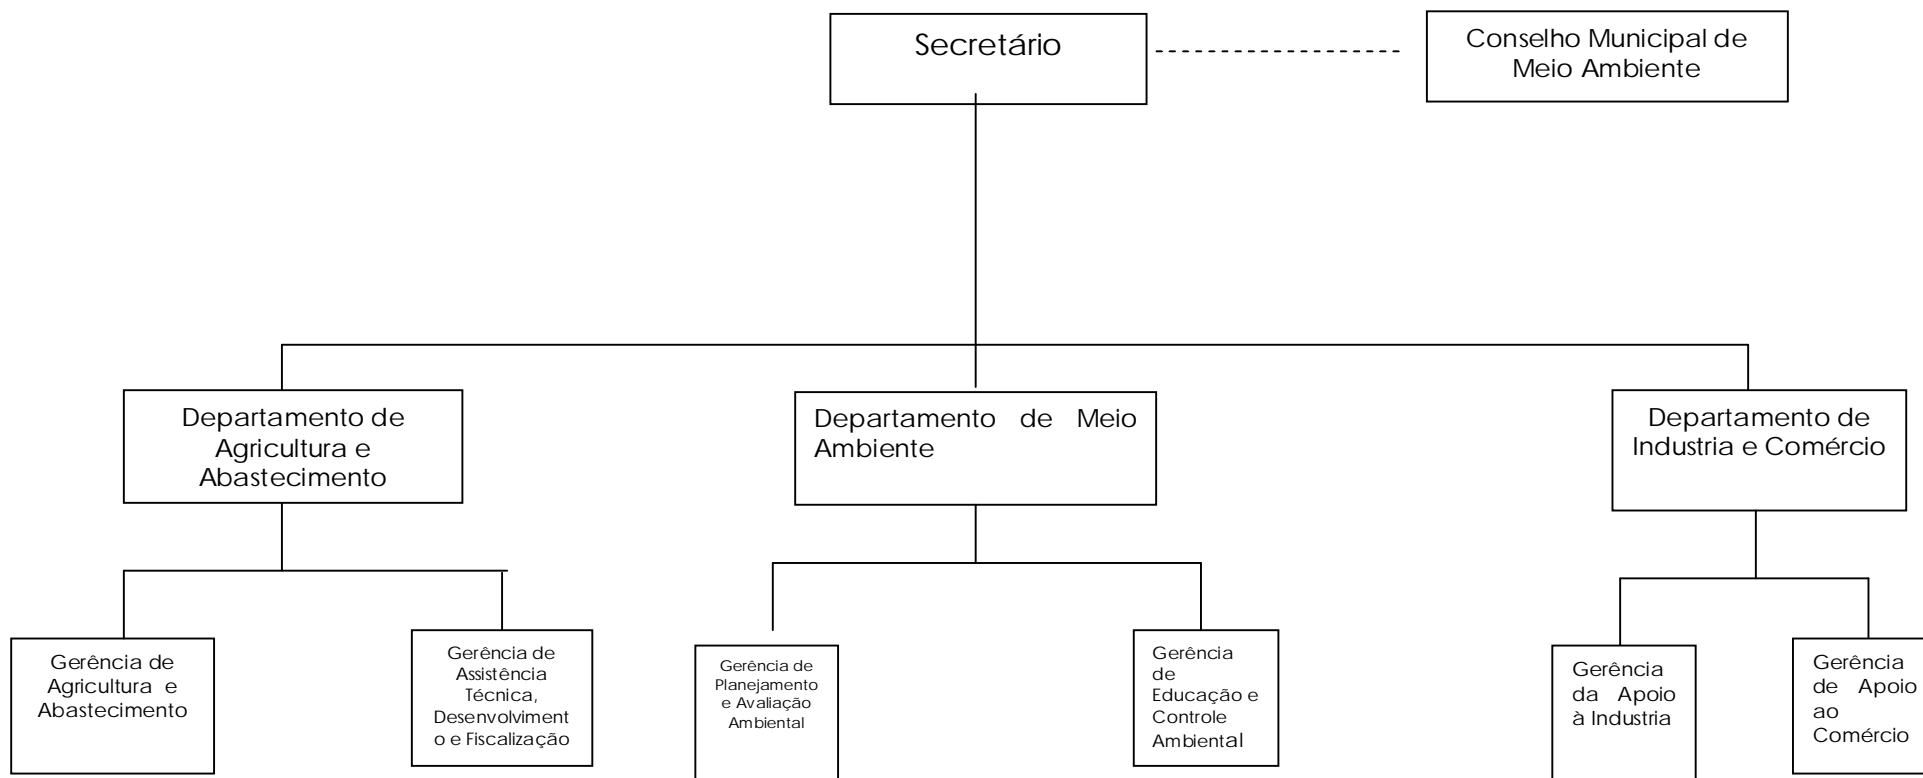 Secretário
Conselho Municipal de
Meio Ambiente
Departamento de
Agricultura e
Abastecimento
Departamento de Meio
Ambiente
Departamento de
Industria e Comércio
Gerência de
Agricultura e
Abastecimento
Gerência de
Assistência
Técnica,
Desenvolviment
o e Fiscalização
Gerência de
Planejamento
e Avaliação
Ambiental
Gerência
de
Educação e
Controle
Ambiental
Gerência
da Apoio
à Industria
Gerência
de Apoio
ao
Comércio